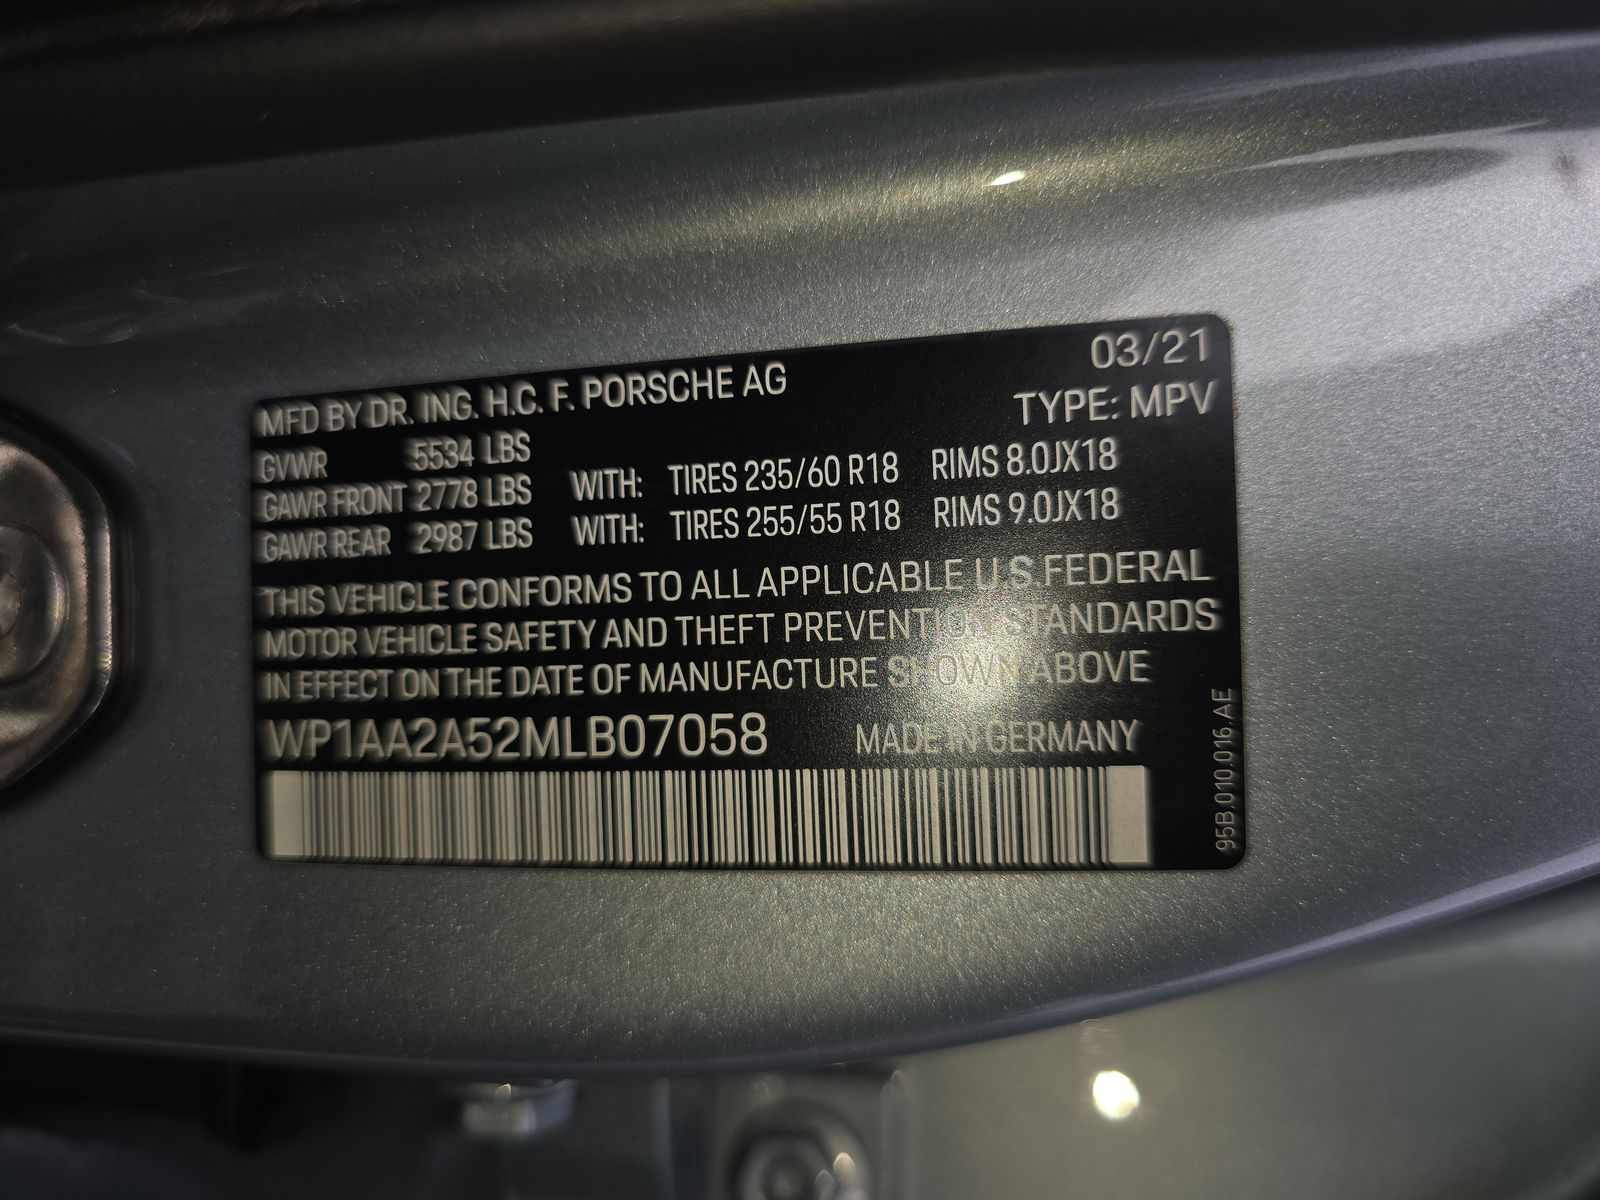 03/21
MFD BY DR. ING. H.C. F. PORSCHE AG
TYPE: MPV
GVWR 5534 LBS
GAWR FRONT 2778 LBS WITH: TIRES 235/60 R18 RIMS 8.0JX18
GAWR REAR 2987 LBS WITH: TIRES 255/55 R18 RIMS 9.0JX18
THIS VEHICLE CONFORMS TO ALL APPLICABLE U.S. FEDERAL
MOTOR VEHICLE SAFETY AND THEFT PREVENTION STANDARDS
IN EFFECT ON THE DATE OF MANUFACTURE SHOWN ABOVE
WP1AA2A52MLB07058 MADE IN GERMANY
95B.010.016.AE